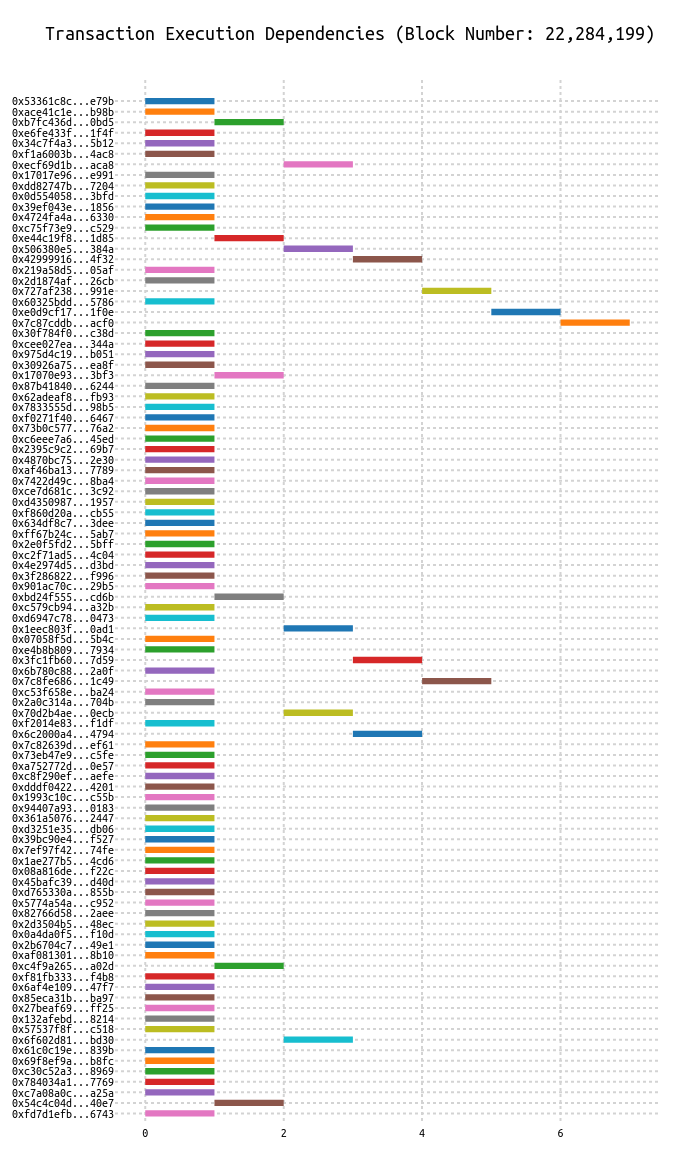 Transaction Execution Dependencies (Block Number: 22,284,199)
0x53361c8c...e79b
0xace41c1e...b98b
0xb7fc436d...0bd5
0xe6fe433f...1f4f
0x34c7f4a3...5b12
0xf1a6003b...4ac8
0xecf69d1b...aca8
0x17017e96...e991
0xdd82747b...7204
0x0d554058...3bfd
0x39ef043e...1856
0x4724fa4a...6330
0xc75f73e9...c529
0xe44c19f8...1d85
0x506380e5...384a
0x42999916...4f32
0x219a58d5...05af
0x2d1874af...26cb
0x727af238...991e
0x60325bdd...5786
0xe0d9cf17...1f0e
0x7c87cddb...acf0
0x30f784f0...c38d
0xcee027ea...344a
0x975d4c19...b051
0x30926a75...ea8f
0x17070e93...3bf3
0x87b41840...6244
0x62adeaf8...fb93
0x7833555d...98b5
0xf0271f40...6467
0x73b0c577...76a2
0xc6eee7a6...45ed
0x2395c9c2...69b7
0x4870bc75...2e30
0xaf46ba13...7789
0x7422d49c...8ba4
0xce7d681c...3c92
0xd4350987...1957
0xf860d20a...cb55
0x634df8c7...3dee
0xff67b24c...5ab7
0x2e0f5fd2...5bff
0xc2f71ad5...4c04
0x4e2974d5...d3bd
0x3f286822...f996
0x901ac70c...29b5
0xbd24f555...cd6b
0xc579cb94...a32b
0xd6947c78...0473
0x1eec803f...0ad1
0x07058f5d...5b4c
0xe4b8b809...7934
0x3fc1fb60...7d59
0x6b780c88...2a0f
0x7c8fe686...1c49
0xc53f658e...ba24
0x2a0c314a...704b
0x70d2b4ae...0ecb
0xf2014e83...f1df
0x6c2000a4...4794
0x7c82639d...ef61
0x73eb47e9...c5fe
0xa752772d...0e57
0xc8f290ef...aefe
0xdddf0422...4201
0x1993c10c...c55b
0x94407a93...0183
0x361a5076...2447
0xd3251e35...db06
0x39bc90e4...f527
0x7ef97f42...74fe
0x1ae277b5...4cd6
0x08a816de...f22c
0x45bafc39...d40d
0xd765330a...855b
0x5774a54a...c952
0x82766d58...2aee
0x2d3504b5...48ec
0x0a4da0f5...f10d
0x2b6704c7...49e1
0xaf081301...8b10
0xc4f9a265...a02d
0xf81fb333...f4b8
0x6af4e109...47f7
0x85eca31b...ba97
0x27beaf69...ff25
0x132afebd...8214
0x57537f8f...c518
0x6f602d81...bd30
0x61c0c19e...839b
0x69f8ef9a...b8fc
0xc30c52a3...8969
0x784034a1...7769
0xc7a08a0c...a25a
0x54c4c04d...40e7
0xfd7d1efb...6743
0 2 4 6